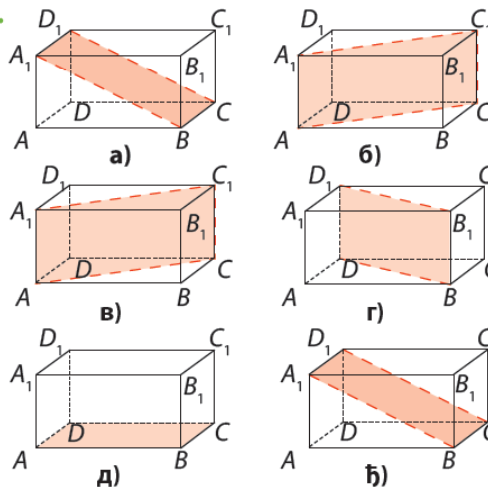 D₁ C₁ D₁ C₁
A₁ B₁ A₁ B₁
D C D C
A B A B
а) б)
D₁ C₁ D₁ C
A₁ B₁ A₁ B₁
D C D C
A B A B
в) г)
D₁ C₁ D₁ C
A₁ B₁ A₁ B₁
D C D C
A B A B
д) ђ)